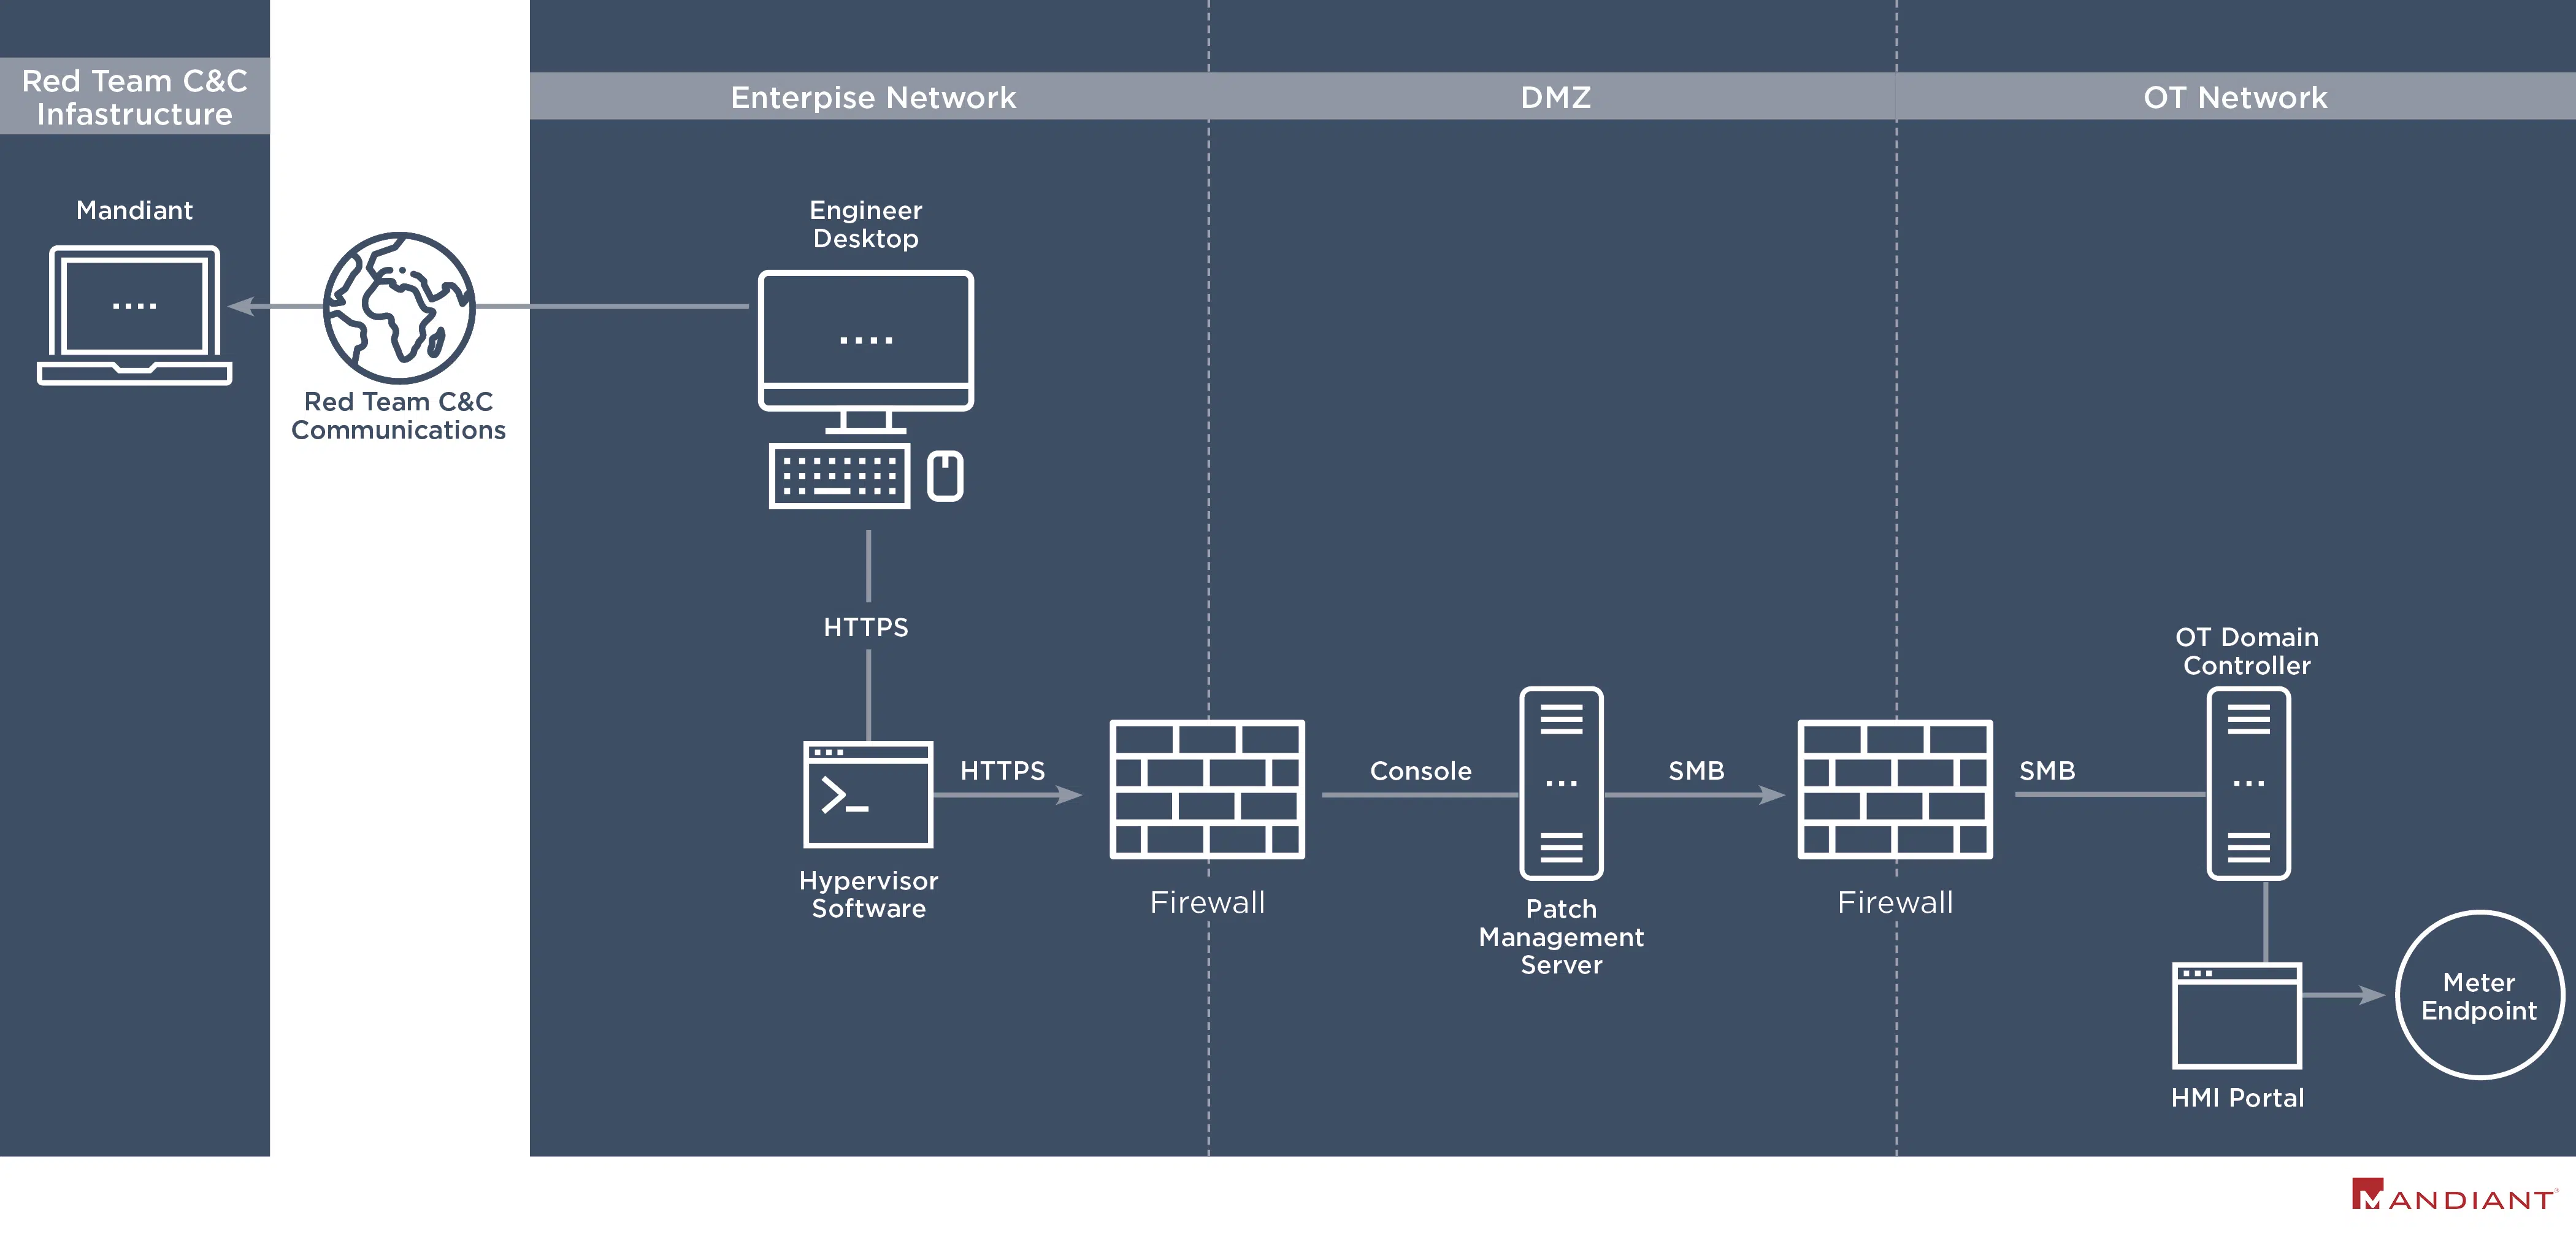 Red Team C&C
Infastructure
Enterpise Network
DMZ
OT Network
Mandiant
Engineer
Desktop
Red Team C&C
Communications
HTTPS
OT Domain
Controller
HTTPS
Console
SMB
SMB
Hypervisor
Software
Firewall
Patch
Management
Server
Firewall
Meter
Endpoint
HMI Portal
MANDIANT